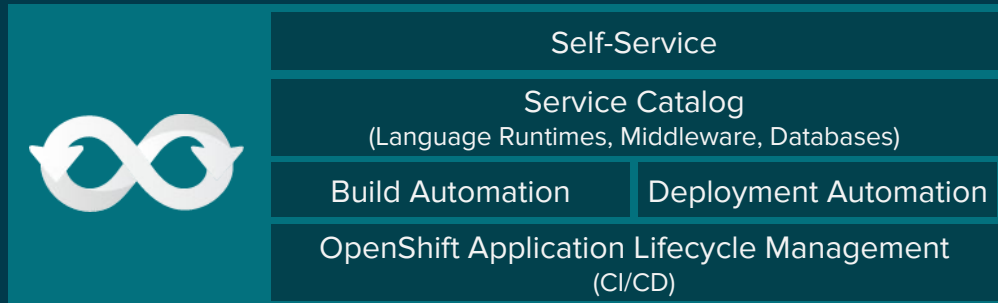 Self-Service
Service Catalog
(Language Runtimes, Middleware, Databases)
Build Automation
Deployment Automation
OpenShift Application Lifecycle Management
(CI/CD)